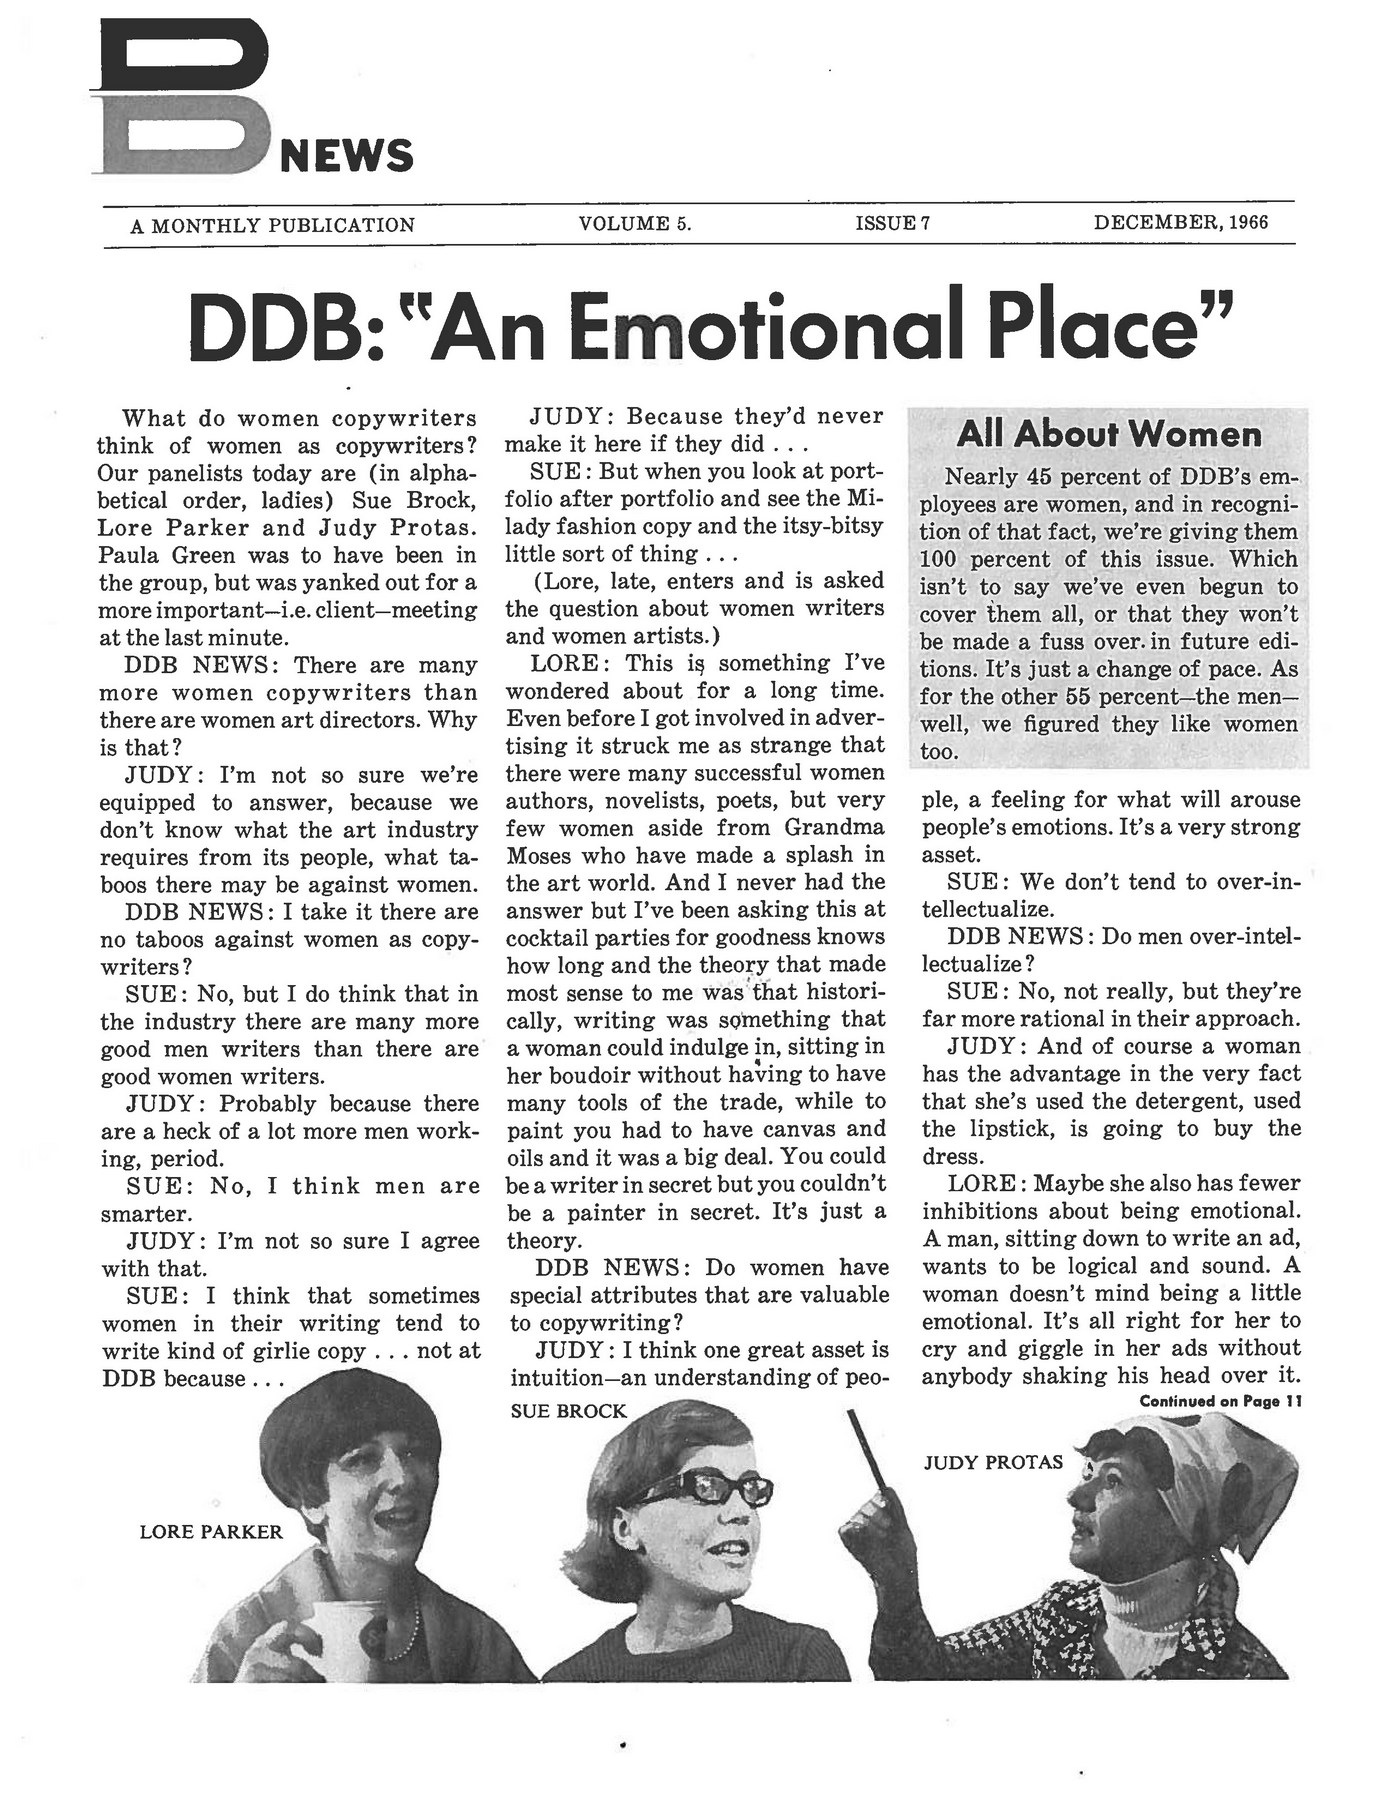 DDB NEWS
A MONTHLY PUBLICATION VOLUME 5. ISSUE 7 DECEMBER, 1966
DDB: "An Emotional Place"
What do women copywriters
think of women as copywriters?
Our panelists today are (in alpha-
betical order, ladies) Sue Brock,
Lore Parker and Judy Protas.
Paula Green was to have been in
the group, but was yanked out for a
more important—i.e. client—meeting
at the last minute.
DDB NEWS: There are many
more women copywriters than
there are women art directors. Why
is that?
JUDY: I'm not so sure we're
equipped to answer, because we
don't know what the art industry
requires from its people, what ta-
boos there may be against women.
DDB NEWS: I take it there are
no taboos against women as copy-
writers?
SUE: No, but I do think that in
the industry there are many more
good men writers than there are
good women writers.
JUDY: Probably because there
are a heck of a lot more men work-
ing, period.
SUE: No, I think men are
smarter.
JUDY: I'm not so sure I agree
with that.
SUE: I think that sometimes
women in their writing tend to
write kind of girlie copy . . . not at
DDB because . . .
JUDY: Because they'd never
make it here if they did . . .
SUE: But when you look at port-
folio after portfolio and see the Mi-
lady fashion copy and the itsy-bitsy
little sort of thing . . .
(Lore, late, enters and is asked
the question about women writers
and women artists.)
LORE: This is something I've
wondered about for a long time.
Even before I got involved in adver-
tising it struck me as strange that
there were many successful women
authors, novelists, poets, but very
few women aside from Grandma
Moses who have made a splash in
the art world. And I never had the
answer but I've been asking this at
cocktail parties for goodness knows
how long and the theory that made
most sense to me was that histori-
cally, writing was something that
a woman could indulge in, sitting in
her boudoir without having to have
many tools of the trade, while to
paint you had to have canvas and
oils and it was a big deal. You could
be a writer in secret but you couldn't
be a painter in secret. It's just a
theory.
DDB NEWS: Do women have
special attributes that are valuable
to copywriting?
JUDY: I think one great asset is
intuition—an understanding of peo-
All About Women
Nearly 45 percent of DDB's em-
ployees are women, and in recogni-
tion of that fact, we're giving them
100 percent of this issue. Which
isn't to say we've even begun to
cover them all, or that they won't
be made a fuss over in future edi-
tions. It's just a change of pace. As
for the other 55 percent—the men—
well, we figured they like women
too.
ple, a feeling for what will arouse
people's emotions. It's a very strong
asset.
SUE: We don't tend to over-in-
tellectualize.
DDB NEWS: Do men over-intel-
lectualize?
SUE: No, not really, but they're
far more rational in their approach.
JUDY: And of course a woman
has the advantage in the very fact
that she's used the detergent, used
the lipstick, is going to buy the
dress.
LORE: Maybe she also has fewer
inhibitions about being emotional.
A man, sitting down to write an ad,
wants to be logical and sound. A
woman doesn't mind being a little
emotional. It's all right for her to
cry and giggle in her ads without
anybody shaking his head over it.
Continued on Page 11
LORE PARKER
SUE BROCK
JUDY PROTAS